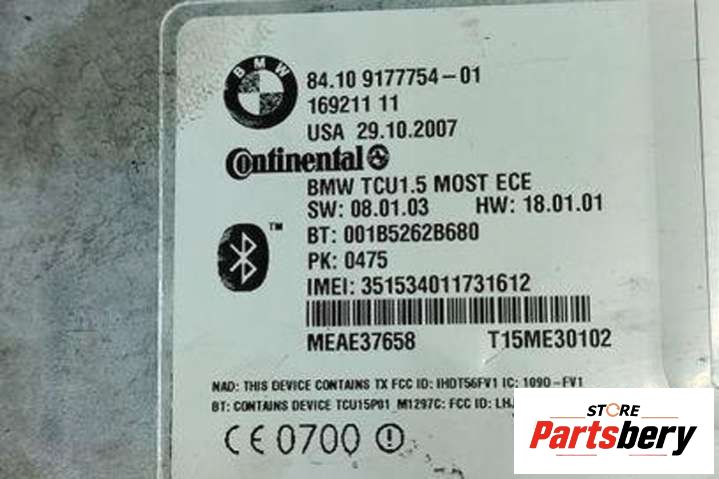 BMW
84.10 9177754-01
169211 11
USA 29.10.2007
Continental
BMW TCU1.5 MOST ECE
SW: 08.01.03 HW: 18.01.01
BT: 001B5262B680
PK: 0475
IMEI: 351534011731612
MEAE37658 T15ME30102
NAD: THIS DEVICE CONTAINS TX FCC ID: IHDT56FV1 IC: 1090-FV1
BT: CONTAINS DEVICE TCU15P01 M1297C: FCC ID:
CE 0700
STORE
Partsbery